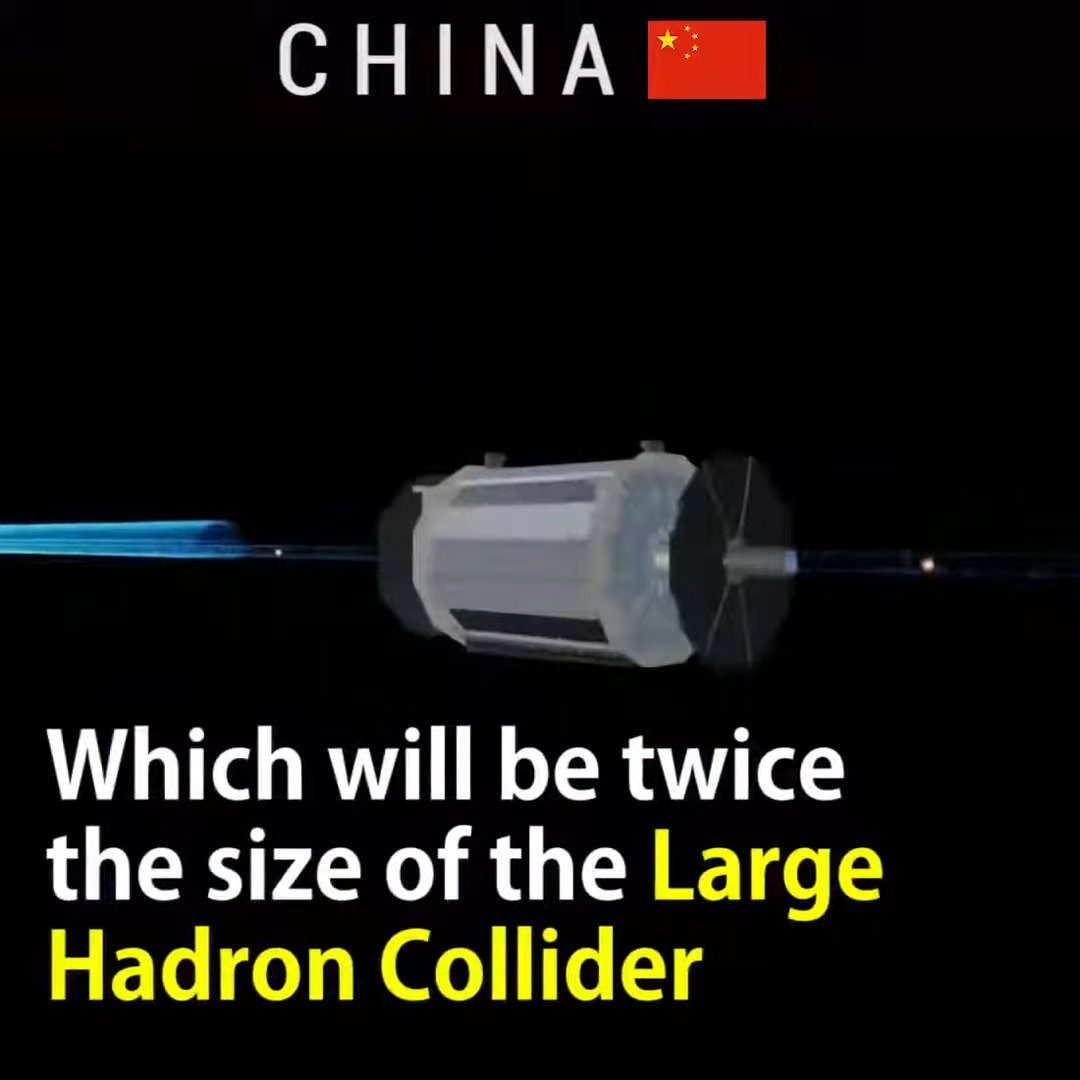 CHINA
Which will be twice
the size of the Large
Hadron Collider